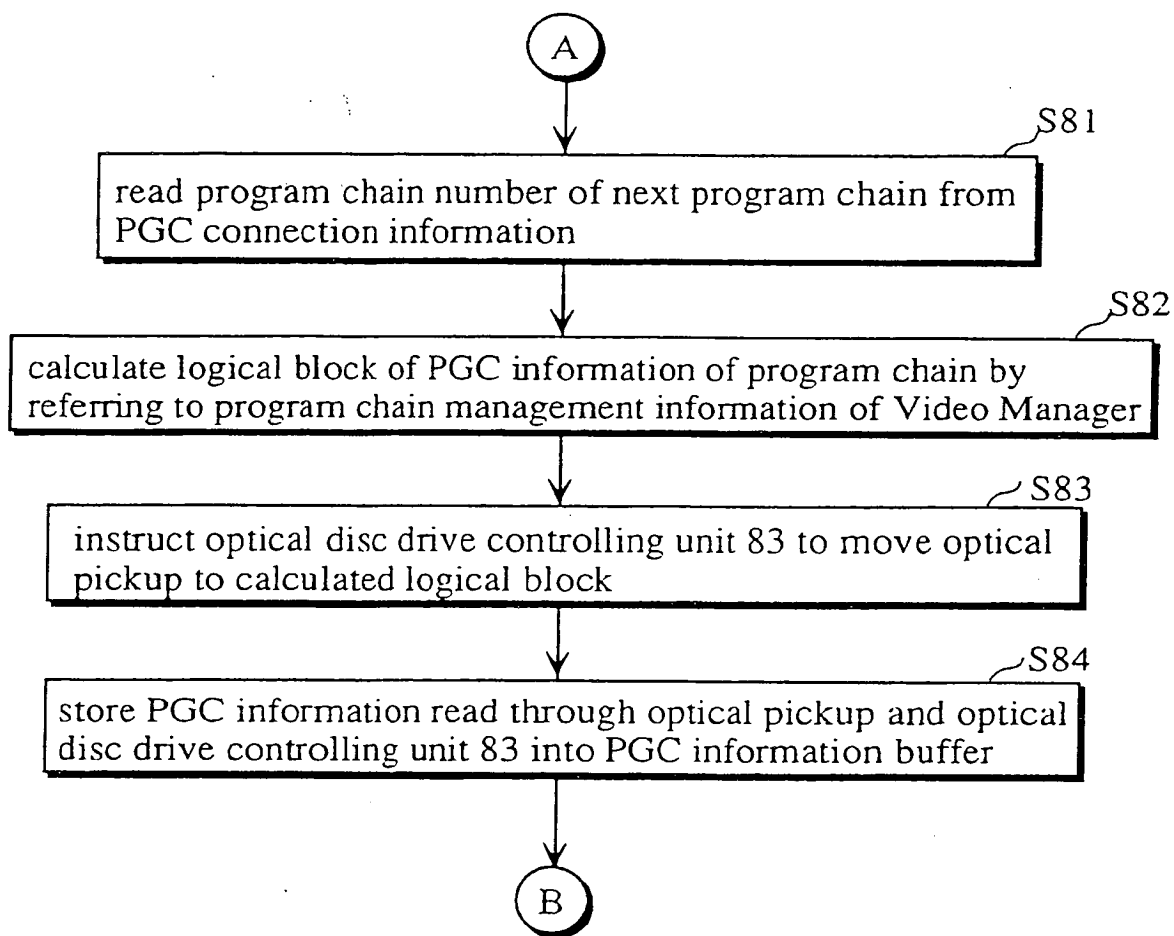 A
S81
read program chain number of next program chain from
PGC connection information
S82
calculate logical block of PGC information of program chain by
referring to program chain management information of Video Manager
S83
instruct optical disc drive controlling unit 83 to move optical
pickup to calculated logical block
S84
store PGC information read through optical pickup and optical
disc drive controlling unit 83 into PGC information buffer
B